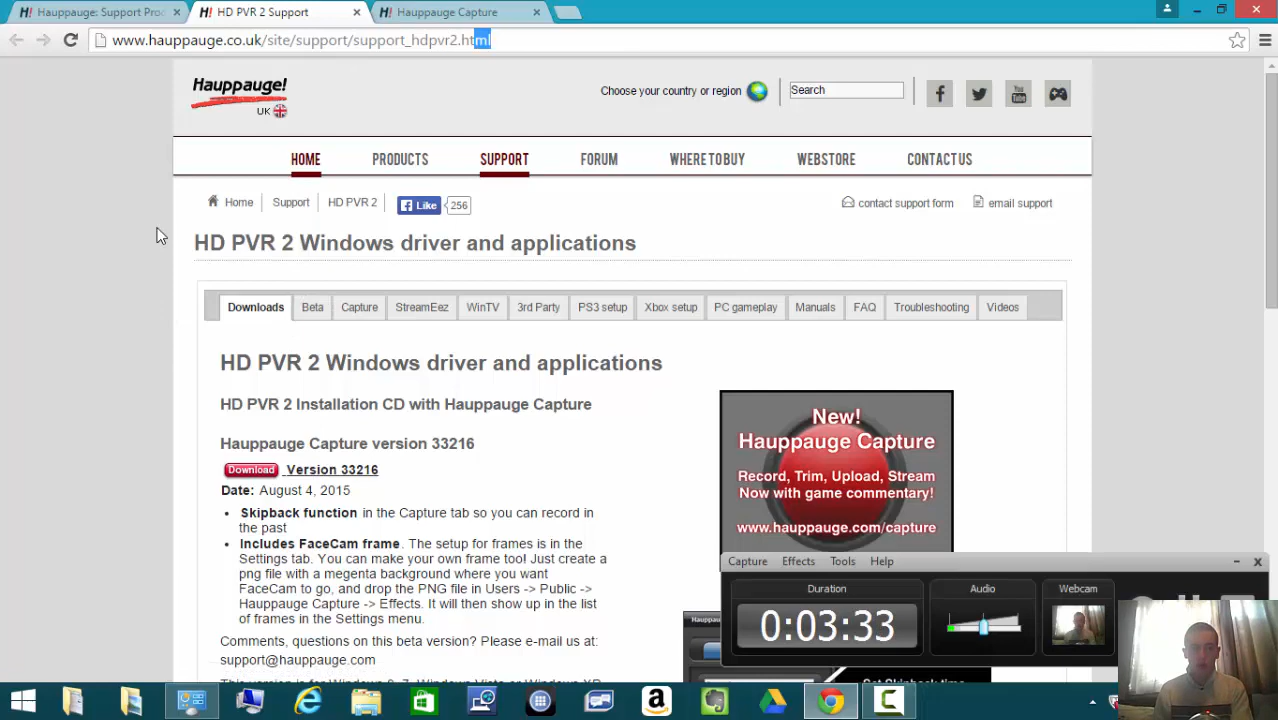 Hauppauge: Support Pro
HD PVR 2 Support
Hauppauge Capture
www.hauppauge.co.uk/site/support/support_hdpvr2.html
Hauppauge!
UK
Choose your country or region
Search
HOME
PRODUCTS
SUPPORT
FORUM
WHERE TO BUY
WEBSTORE
CONTACT US
Home
Support
HD PVR 2
Like
256
contact support form
email support
HD PVR 2 Windows driver and applications
Downloads
Beta
Capture
StreamEez
WinTV
3rd Party
PS3 setup
Xbox setup
PC gameplay
Manuals
FAQ
Troubleshooting
Videos
HD PVR 2 Windows driver and applications
HD PVR 2 Installation CD with Hauppauge Capture
Hauppauge Capture version 33216
Download Version 33216
Date: August 4, 2015
• Skipback function in the Capture tab so you can record in
the past
• Includes FaceCam frame. The setup for frames is in the
Settings tab. You can make your own frame too! Just create a
png file with a megenta background where you want
FaceCam to go, and drop the PNG file in Users -> Public ->
Hauppauge Capture -> Effects. It will then show up in the list
of frames in the Settings menu.
Comments, questions on this beta version? Please e-mail us at:
support@hauppauge.com
New!
Hauppauge Capture
Record, Trim, Upload, Stream
Now with game commentary!
www.hauppauge.com/capture
Capture
Effects
Tools
Help
Duration
0:03:33
Audio
Webcam